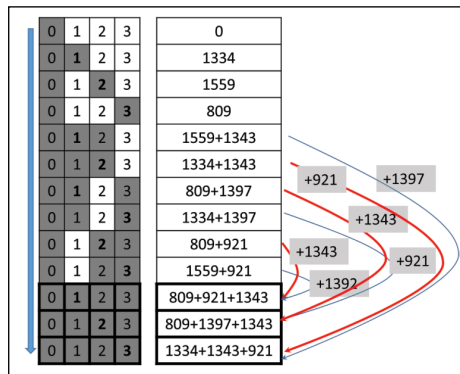 0 1 2 3 0
0 1 2 3 1334
0 1 2 3 1559
0 1 2 3 809
0 1 2 3 1559+1343
0 1 2 3 1334+1343
+921 +1397
0 1 2 3 809+1397
0 1 2 3 1334+1397
+1343
0 1 2 3 809+921
+1343 +921
0 1 2 3 1559+921
+1392
0 1 2 3 809+921+1343
0 1 2 3 809+1397+1343
0 1 2 3 1334+1343+921